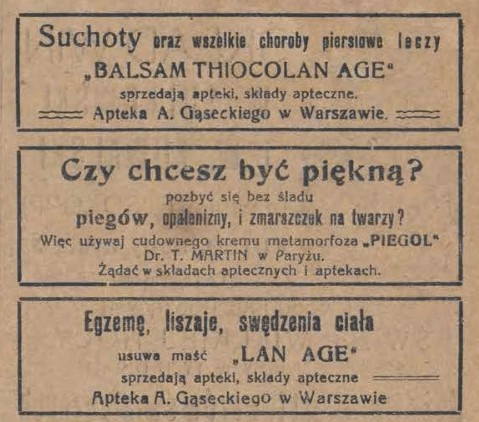 Suchoty oraz wszelkie choroby piersiowe leczy
„BALSAM THIOCOLAN AGE“
sprzedają apteki, składy apteczne.
Apteka A. Gąseckiego w Warszawie.
Czy chcesz być piękną?
pozbyć się bez śladu
piegów, opalenizny, i zmarszczek na twarzy?
Więc używaj cudownego kremu metamorfoza „PIEGOL“
Dr. T. MARTIN w Paryżu.
Żądać w składach aptecznych i aptekach.
Egzemę, liszaje, swędzenia ciała
usuwa maść „LAN AGE“
sprzedają apteki, składy apteczne
Apteka A. Gąseckiego w Warszawie